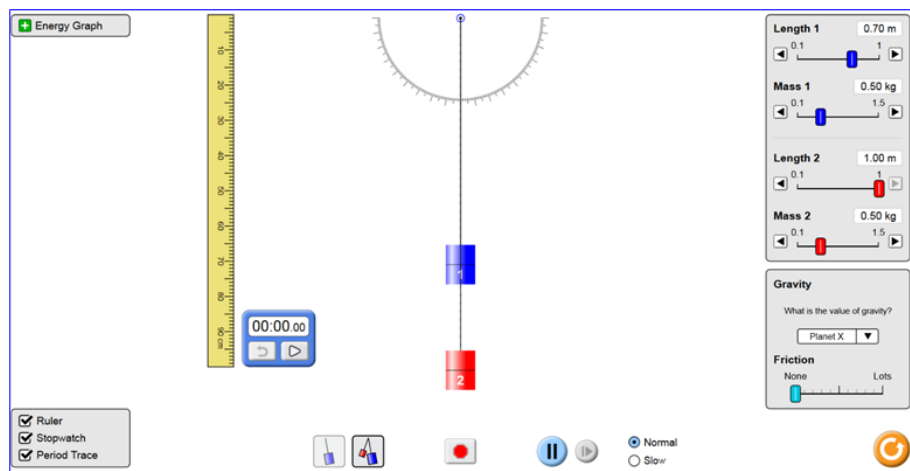 Energy Graph
10
20
30
40
50
60
70
80
90 cm
00:00.00
1
2
Length 1 0.70 m
0.1 1
Mass 1 0.50 kg
0.1 1.5
Length 2 1.00 m
0.1 1
Mass 2 0.50 kg
0.1 1.5
Gravity
What is the value of gravity?
Planet X
Friction
None Lots
Ruler
Stopwatch
Period Trace
Normal
Slow